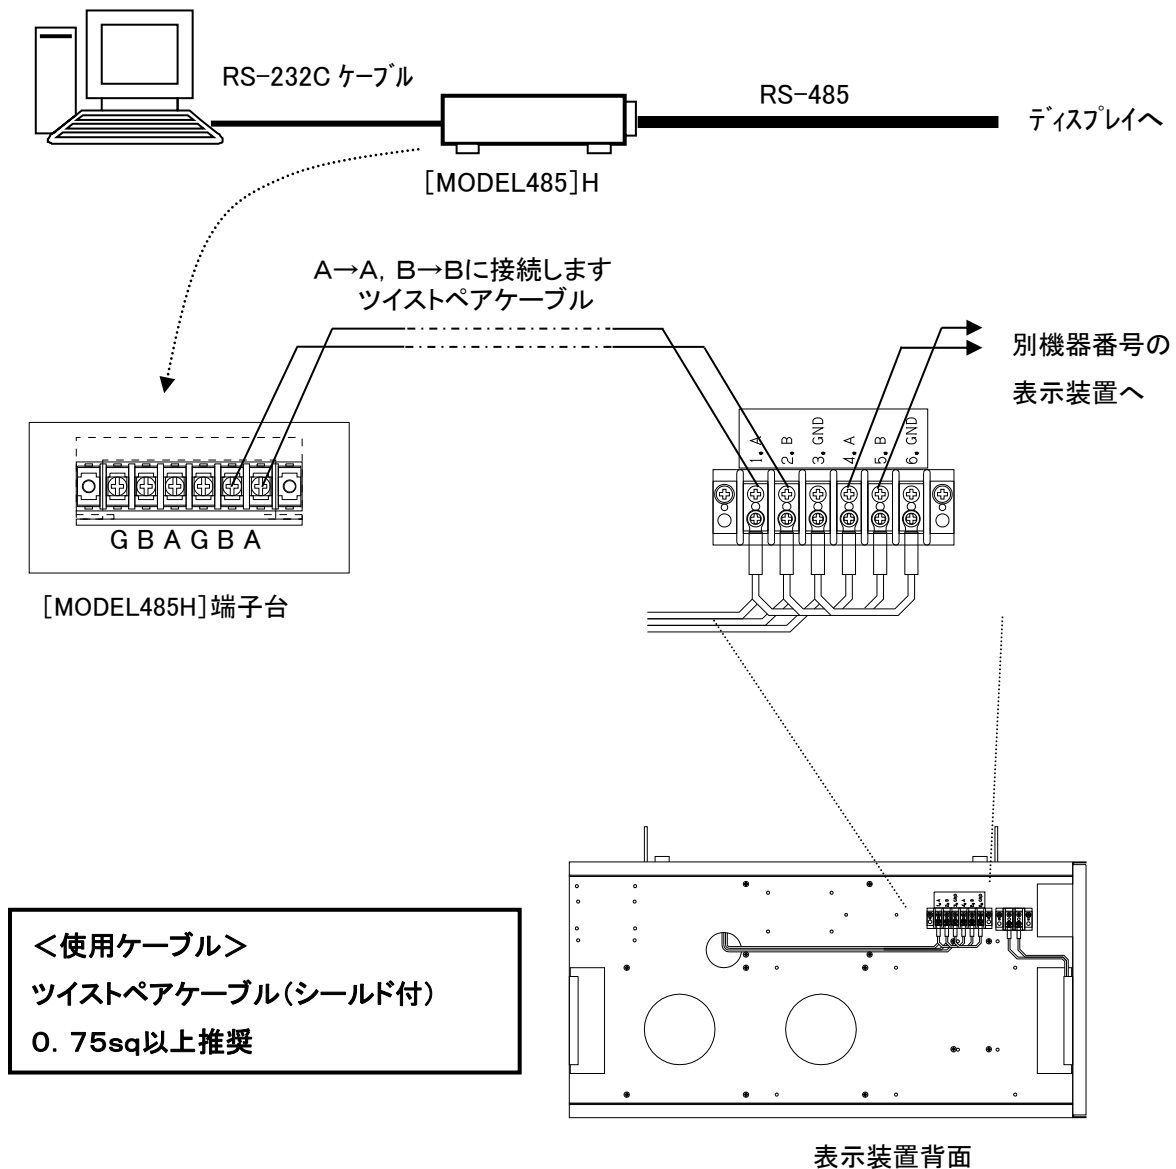 RS-232C ケーブル
RS-485
ディスプレイへ
[MODEL485]H
A→A, B→Bに接続します
ツイストペアケーブル
別機器番号の
表示装置へ
1. A
2. B
3. GND
4. A
5. B
6. GND
G B A G B A
[MODEL485H]端子台
<使用ケーブル>
ツイストペアケーブル(シールド付)
0. 75sq以上推奨
表示装置背面